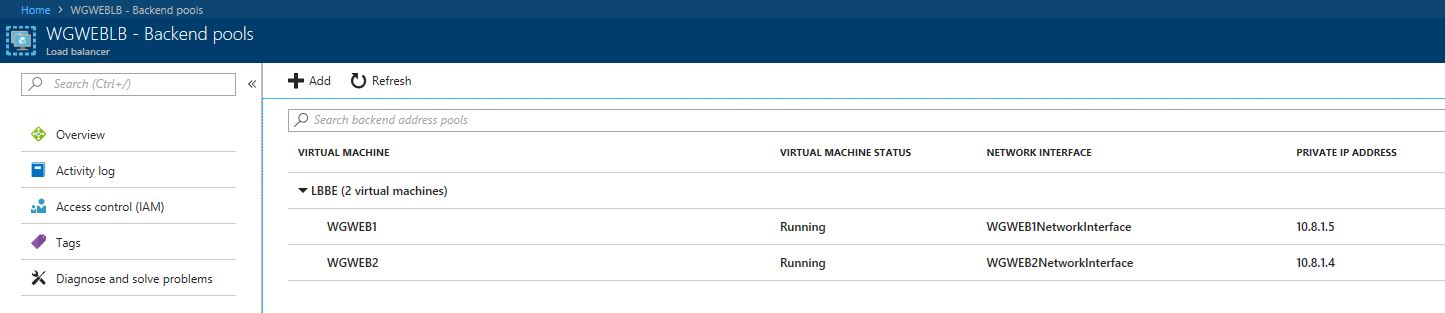 Home > WGWEBLB - Backend pools
WGWEBLB - Backend pools
Load balancer
Search (Ctrl+/)
«
Overview
Activity log
Access control (IAM)
Tags
Diagnose and solve problems
Add Refresh
Search backend address pools
VIRTUAL MACHINE VIRTUAL MACHINE STATUS NETWORK INTERFACE PRIVATE IP ADDRESS
LBBE (2 virtual machines)
WGWEB1 Running WGWEB1NetworkInterface 10.8.1.5
WGWEB2 Running WGWEB2NetworkInterface 10.8.1.4